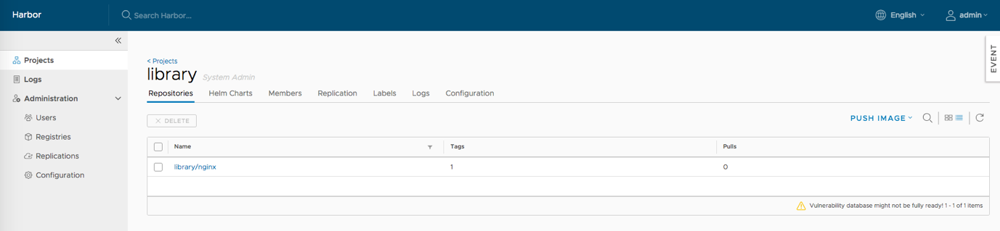 Harbor
Search Harbor...
English
admin
EVENT
Projects
Logs
Administration
Users
Registries
Replications
Configuration
< Projects
library System Admin
Repositories Helm Charts Members Replication Labels Logs Configuration
DELETE
PUSH IMAGE
Name Tags Pulls
library/nginx 1 0
Vulnerability database might not be fully ready! 1 - 1 of 1 items